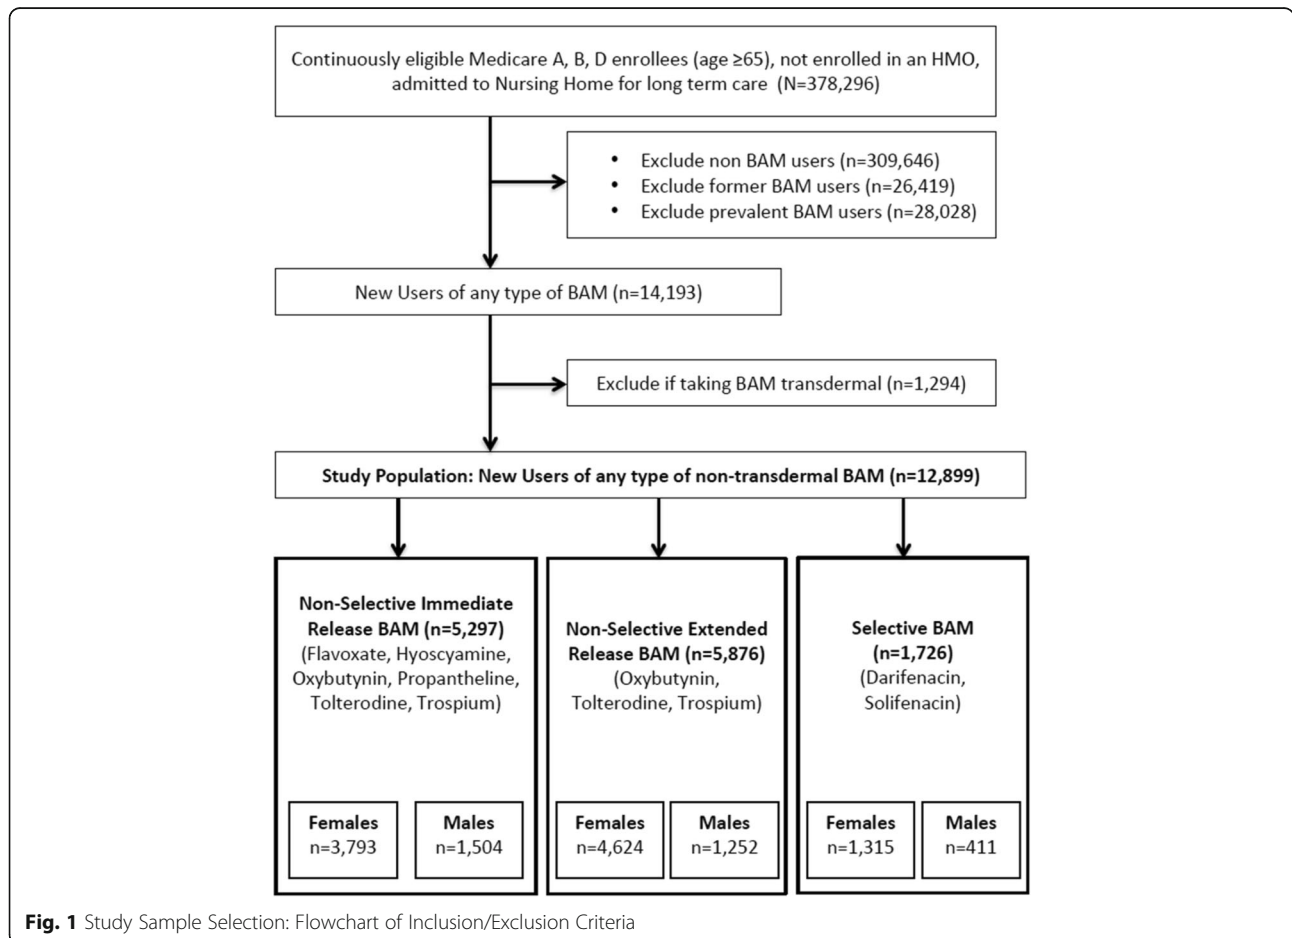 Continuously eligible Medicare A, B, D enrollees (age ≥65), not enrolled in an HMO,
admitted to Nursing Home for long term care (N=378,296)
• Exclude non BAM users (n=309,646)
• Exclude former BAM users (n=26,419)
• Exclude prevalent BAM users (n=28,028)
New Users of any type of BAM (n=14,193)
Exclude if taking BAM transdermal (n=1,294)
Study Population: New Users of any type of non-transdermal BAM (n=12,899)
Non-Selective Immediate
Release BAM (n=5,297)
(Flavoxate, Hyoscyamine,
Oxybutynin, Propantheline,
Tolterodine, Trospium)
Females
n=3,793
Males
n=1,504
Non-Selective Extended
Release BAM (n=5,876)
(Oxybutynin,
Tolterodine, Trospium)
Females
n=4,624
Males
n=1,252
Selective BAM
(n=1,726)
(Darifenacin,
Solifenacin)
Females
n=1,315
Males
n=411
Fig. 1 Study Sample Selection: Flowchart of Inclusion/Exclusion Criteria